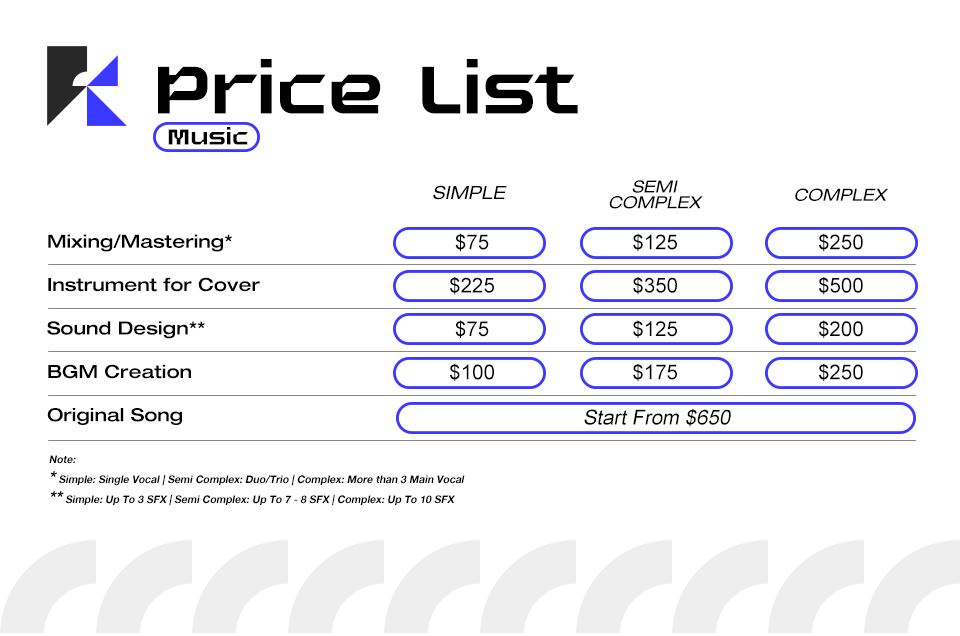 Price List
Music
SIMPLE
SEMI
COMPLEX
COMPLEX
Mixing/Mastering* $75 $125 $250
Instrument for Cover $225 $350 $500
Sound Design** $75 $125 $200
BGM Creation $100 $175 $250
Original Song Start From $650
Note:
* Simple: Single Vocal | Semi Complex: Duo/Trio | Complex: More than 3 Main Vocal
** Simple: Up To 3 SFX | Semi Complex: Up To 7 - 8 SFX | Complex: Up To 10 SFX